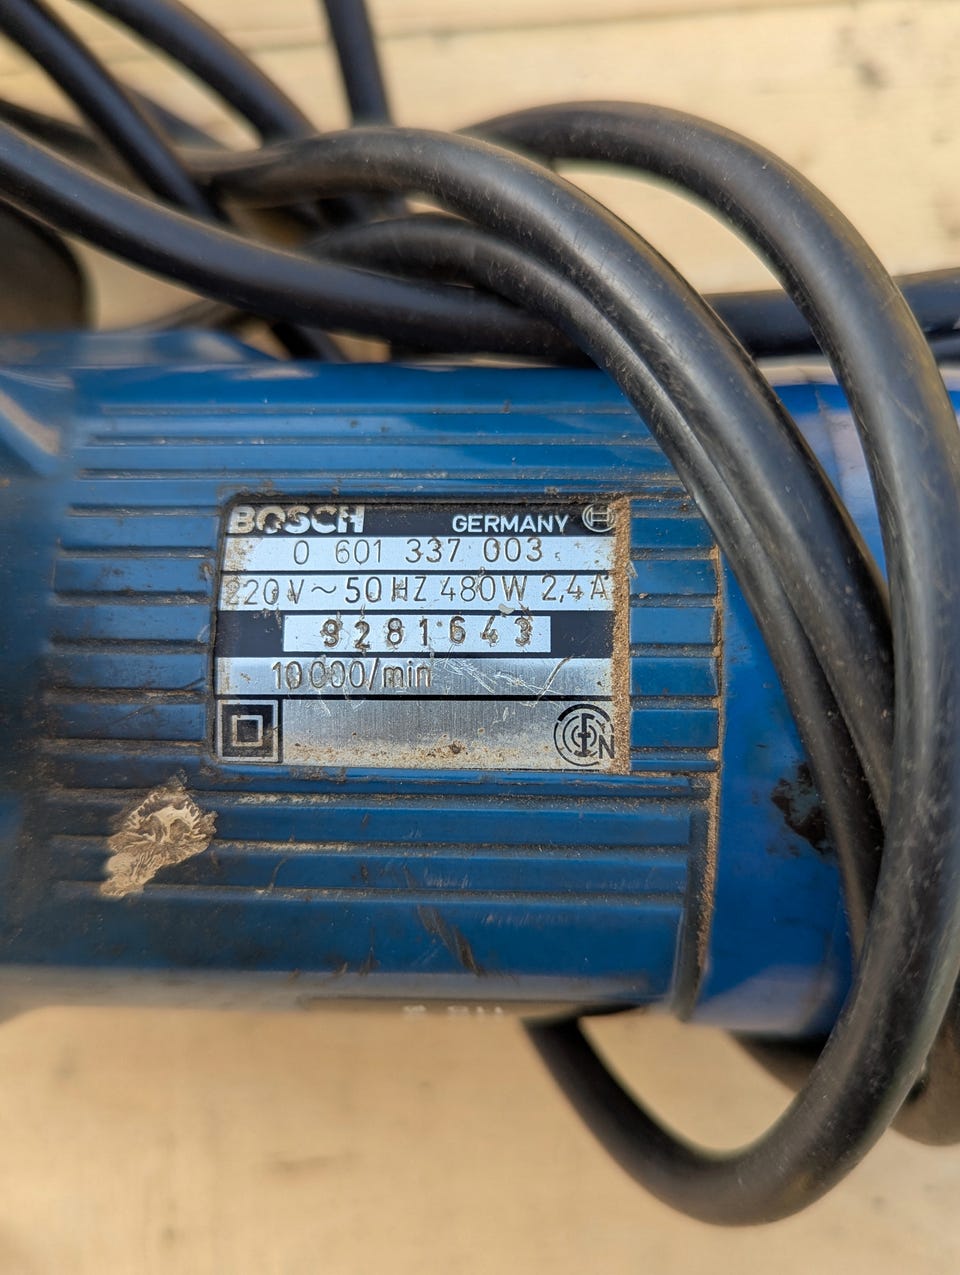 BOSCH GERMANY
0 601 337 003
220V~50HZ 480W 2,4A
9281643
10000/min